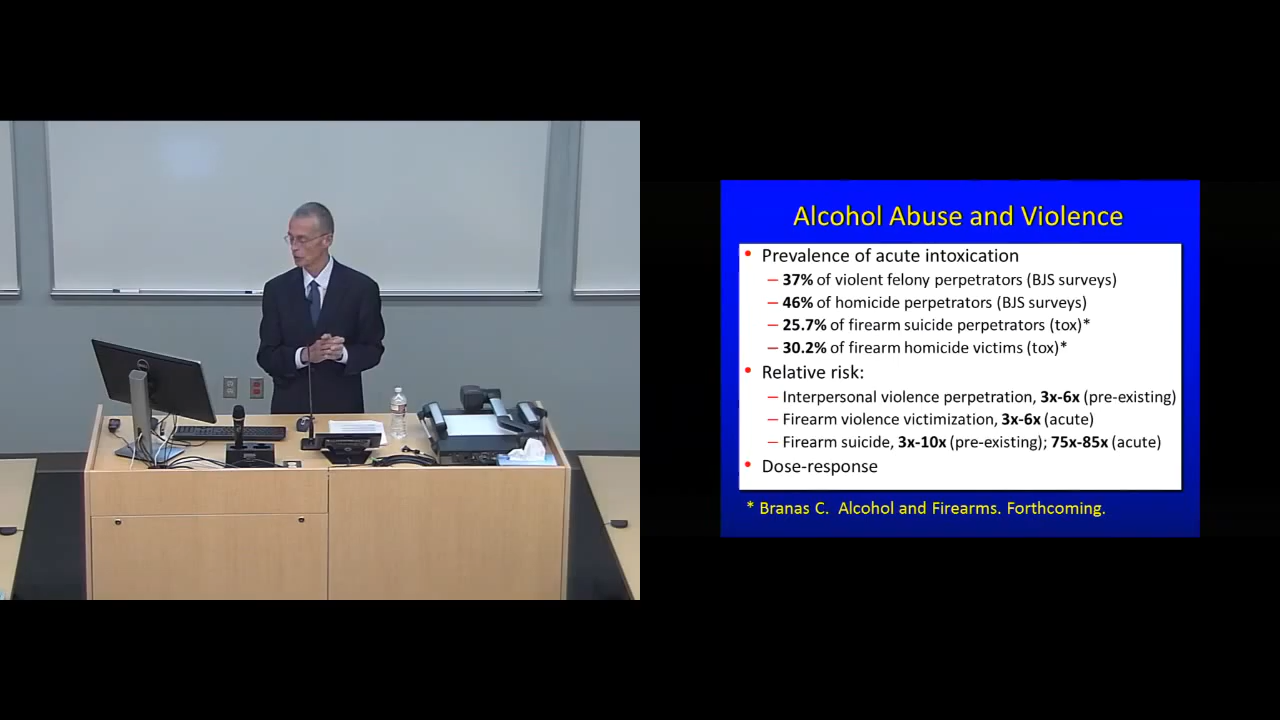 Alcohol Abuse and Violence
• Prevalence of acute intoxication
– 37% of violent felony perpetrators (BJS surveys)
– 46% of homicide perpetrators (BJS surveys)
– 25.7% of firearm suicide perpetrators (tox)*
– 30.2% of firearm homicide victims (tox)*
• Relative risk:
– Interpersonal violence perpetration, 3x-6x (pre-existing)
– Firearm violence victimization, 3x-6x (acute)
– Firearm suicide, 3x-10x (pre-existing); 75x-85x (acute)
• Dose-response
* Branas C. Alcohol and Firearms. Forthcoming.